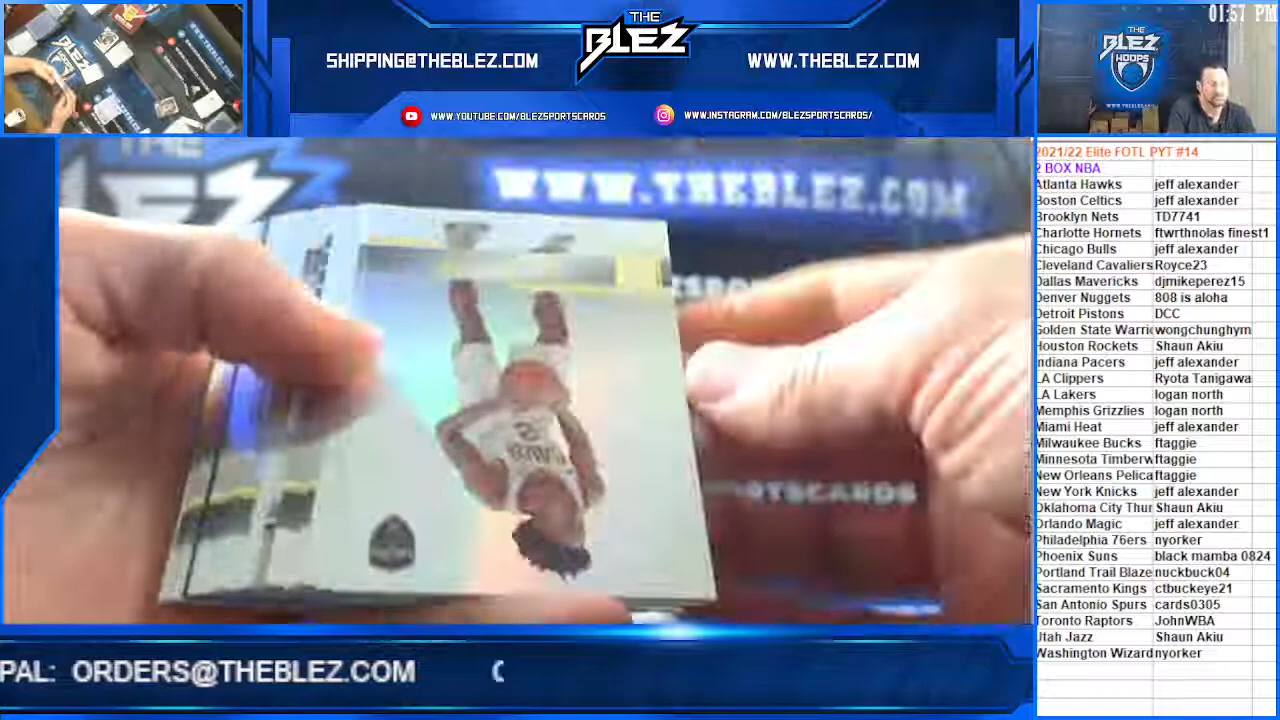 THE
BLEZ
SHIPPING@THEBLEZ.COM
WWW.THEBLEZ.COM
WWW.YOUTUBE.COM/BLEZSPORTSCARDS
WWW.INSTAGRAM.COM/BLEZSPORTSCARDS/
01:57 PM
THE
BLEZ
HOOPS
WWW.THEBLEZ.COM
2021/22 Elite FOTL PYT #14
2 BOX NBA
Atlanta Hawks jeff alexander
Boston Celtics jeff alexander
Brooklyn Nets TD7741
Charlotte Hornets ftwrthnolas finest1
Chicago Bulls jeff alexander
Cleveland Cavaliers Royce23
Dallas Mavericks djmikeperez15
Denver Nuggets 808 is aloha
Detroit Pistons DCC
Golden State Warri wongchunghym
Houston Rockets Shaun Akiu
Indiana Pacers jeff alexander
LA Clippers Ryota Tanigawa
LA Lakers logan north
Memphis Grizzlies logan north
Miami Heat jeff alexander
Milwaukee Bucks ftaggie
Minnesota Timberw ftaggie
New Orleans Pelica ftaggie
New York Knicks jeff alexander
Oklahoma City Thur Shaun Akiu
Orlando Magic jeff alexander
Philadelphia 76ers nyorker
Phoenix Suns black mamba 0824
Portland Trail Blaze nuckbuck04
Sacramento Kings ctbuckeye21
San Antonio Spurs cards0305
Toronto Raptors JohnWBA
Utah Jazz Shaun Akiu
Washington Wizard nyorker
PAL: ORDERS@THEBLEZ.COM